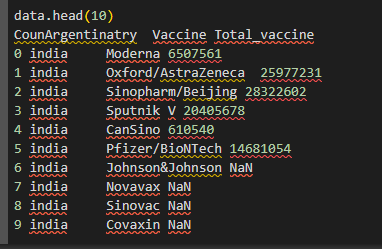 data.head(10)
CounArgentinatry  Vaccine Total_vaccine
0 india     Moderna 6507561
1 india     Oxford/AstraZeneca  25977231
2 india     Sinopharm/Beijing 28322602
3 india     Sputnik V 20405678
4 india     CanSino 610540
5 india     Pfizer/BioNTech 14681054
6 india     Johnson&Johnson NaN
7 india     Novavax NaN
8 india     Sinovac NaN
9 india     Covaxin NaN